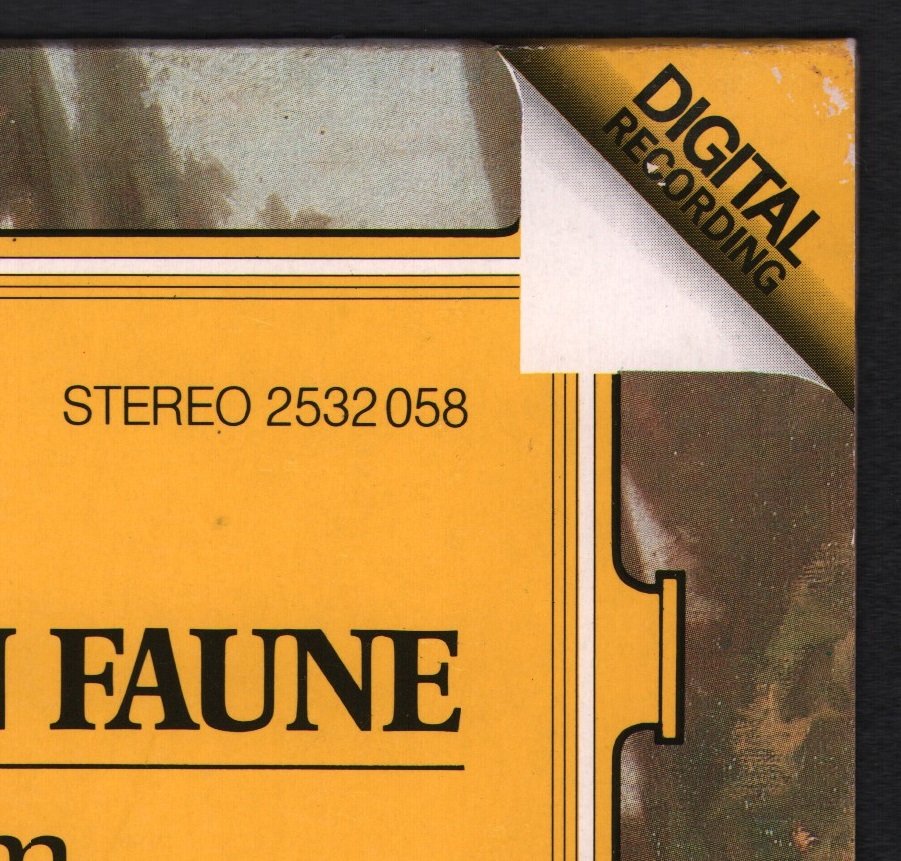 DIGITAL
RECORDING
STEREO 2532 058
N FAUNE
m